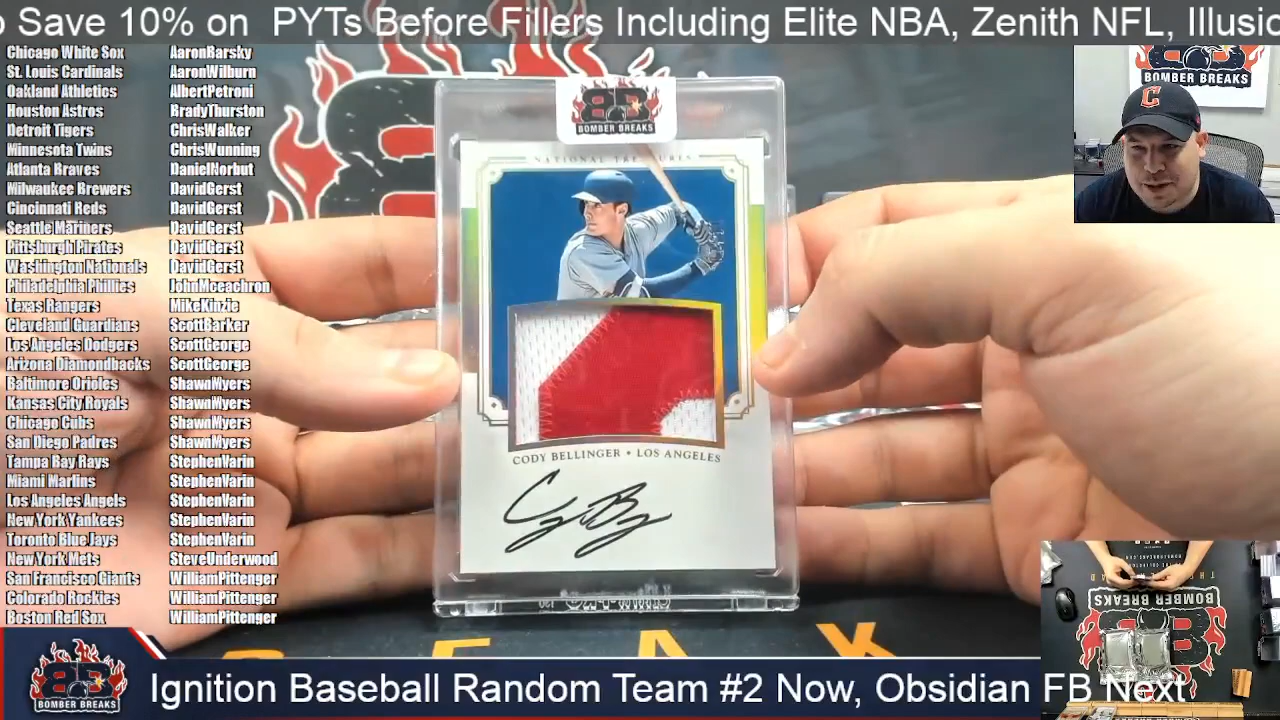 o Save 10% on PYTs Before Fillers Including Elite NBA, Zenith NFL, Illusio
Chicago White Sox AaronBarsky
St. Louis Cardinals AaronWilburn
Oakland Athletics AlbertPetroni
Houston Astros BradyThurston
Detroit Tigers ChrisWalker
Minnesota Twins ChrisWunning
Atlanta Braves DanielNorbut
Milwaukee Brewers DavidGerst
Cincinnati Reds DavidGerst
Seattle Mariners DavidGerst
Pittsburgh Pirates DavidGerst
Washington Nationals DavidGerst
Philadelphia Phillies JohnMceachron
Texas Rangers MikeKinzie
Cleveland Guardians ScottBarker
Los Angeles Dodgers ScottGeorge
Arizona Diamondbacks ScottGeorge
Baltimore Orioles ShawnMyers
Kansas City Royals ShawnMyers
Chicago Cubs ShawnMyers
San Diego Padres ShawnMyers
Tampa Bay Rays StephenVarin
Miami Marlins StephenVarin
Los Angeles Angels StephenVarin
New York Yankees StephenVarin
Toronto Blue Jays StephenVarin
New York Mets SteveUnderwood
San Francisco Giants WilliamPittenger
Colorado Rockies WilliamPittenger
Boston Red Sox WilliamPittenger
BOMBER BREAKS
NATIONAL TREASURES
CODY BELLINGER • LOS ANGELES
BOMBER BREAKS
C
BOMBER BREAKS
BOMBER BREAKS
Ignition Baseball Random Team #2 Now, Obsidian FB Next